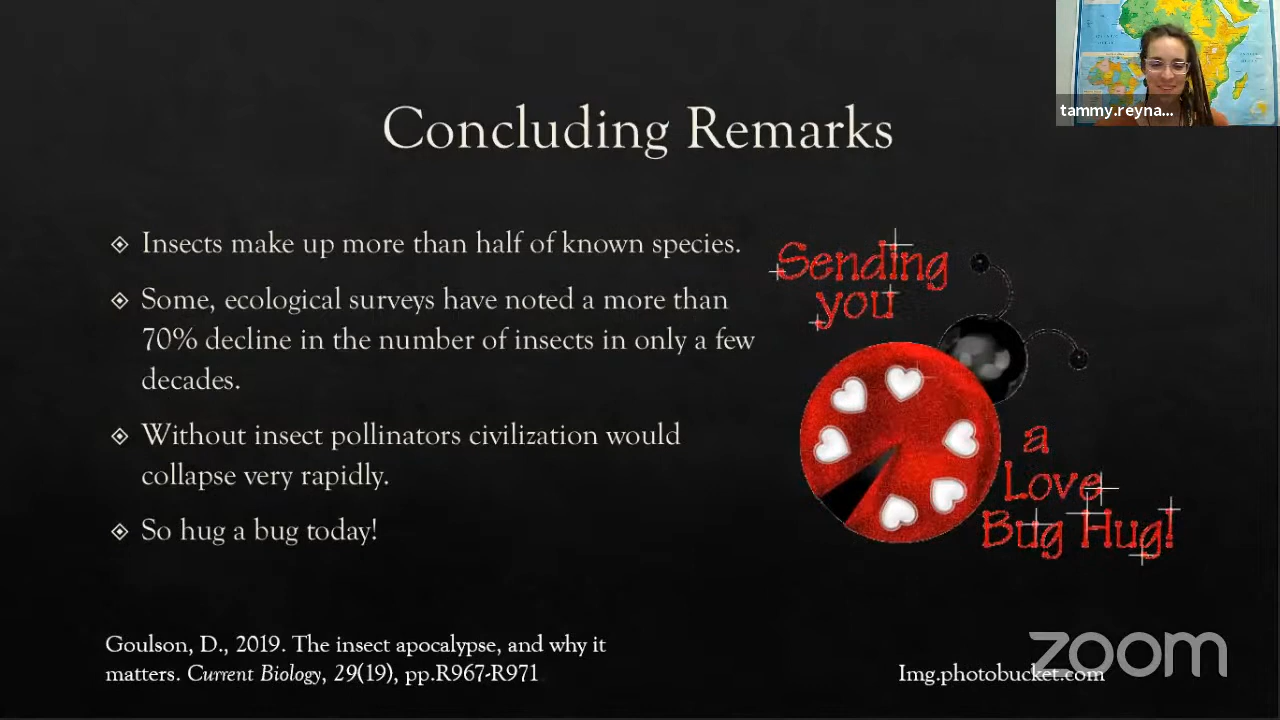 tammy.reyna...
Concluding Remarks
Insects make up more than half of known species.
Some, ecological surveys have noted a more than
70% decline in the number of insects in only a few
decades.
Without insect pollinators civilization would
collapse very rapidly.
So hug a bug today!
Sending
you
a
Love
Bug Hug!
Goulson, D., 2019. The insect apocalypse, and why it
matters. Current Biology, 29(19), pp.R967-R971
Img.photobucket.com
zoom